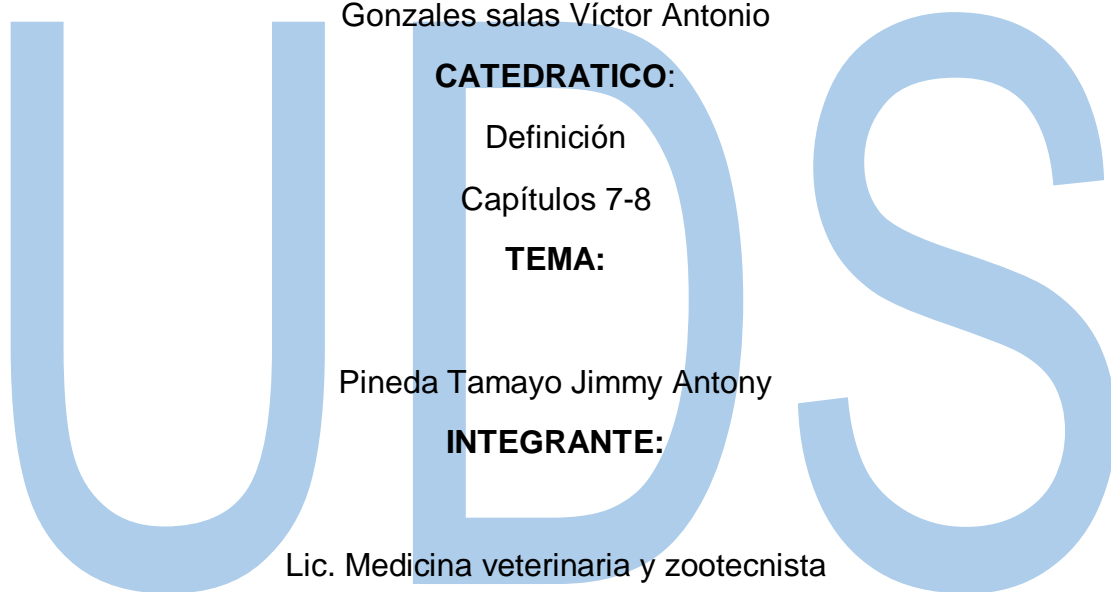 UDS
Gonzales salas Víctor Antonio
CATEDRATICO:
Definición
Capítulos 7-8
TEMA:
Pineda Tamayo Jimmy Antony
INTEGRANTE:
Lic. Medicina veterinaria y zootecnista